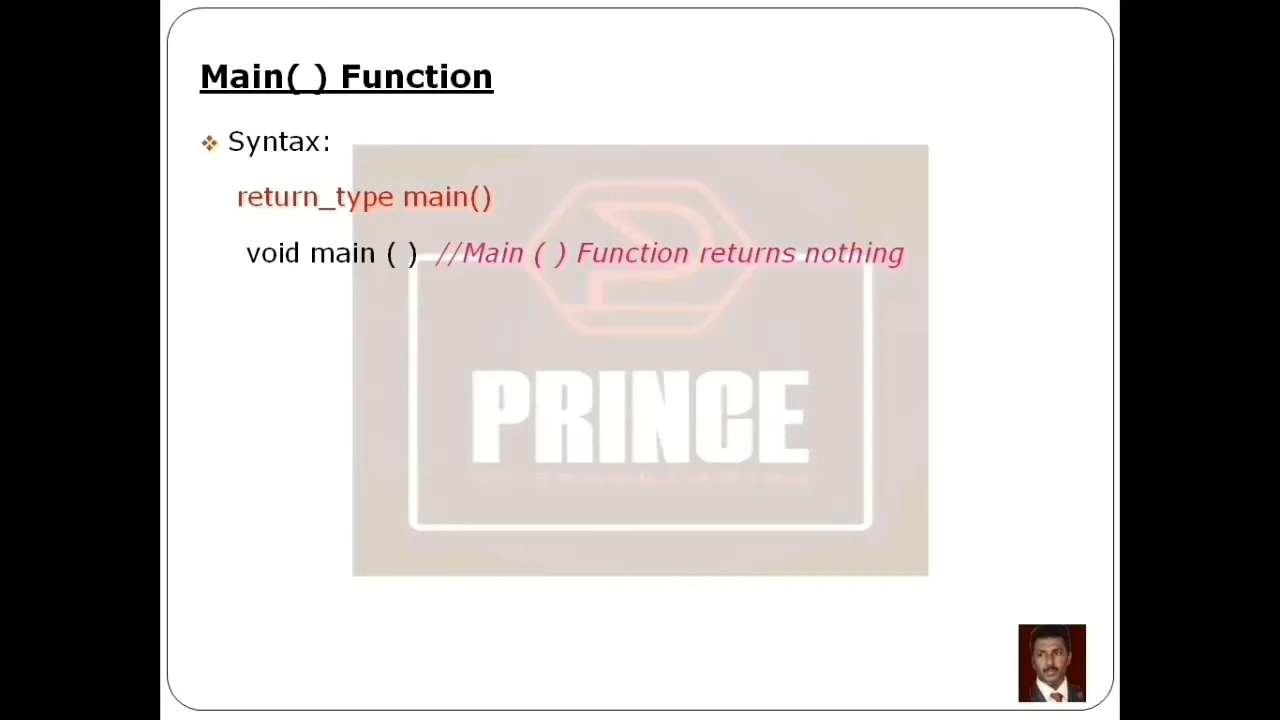 Main( ) Function
Syntax:
return_type main()
void main ( ) //Main ( ) Function returns nothing
PRINCE